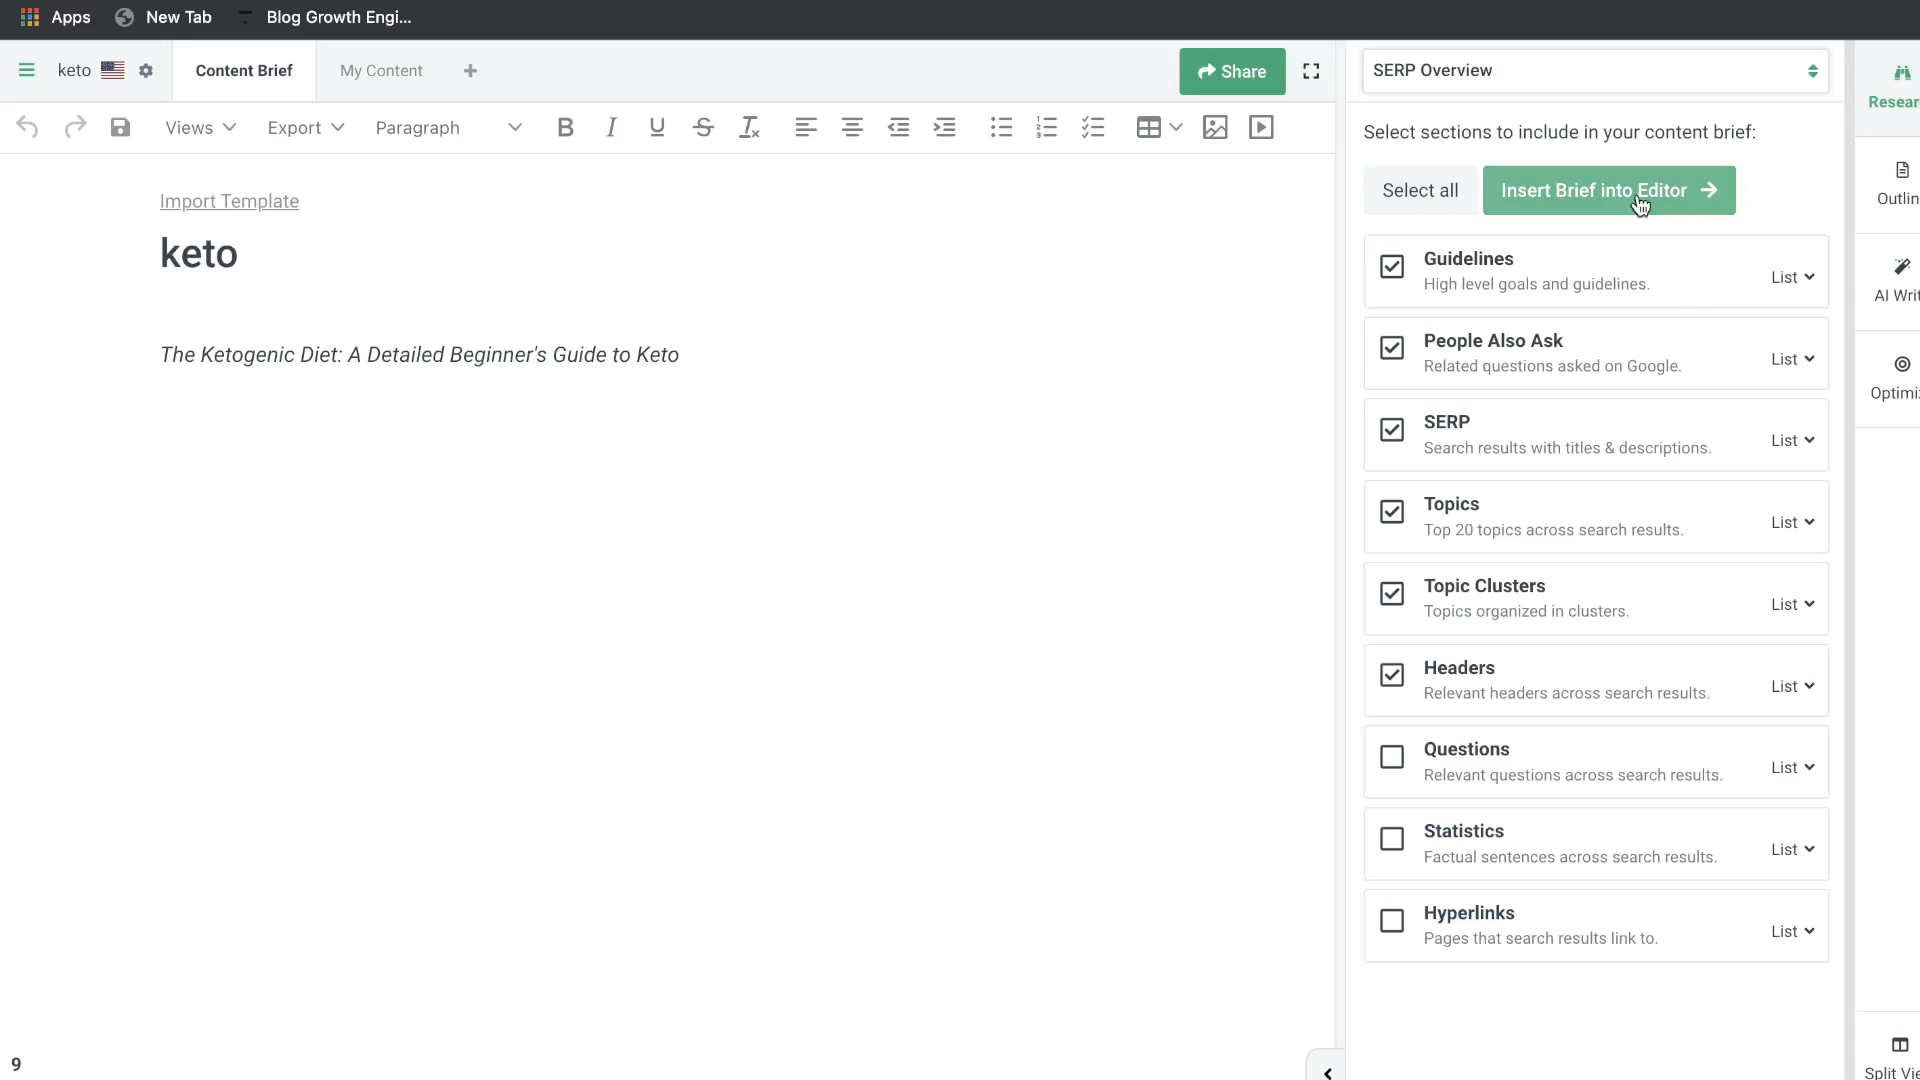 Apps New Tab Blog Growth Engi...
keto Content Brief My Content Share
Views Export Paragraph
Import Template
keto
The Ketogenic Diet: A Detailed Beginner's Guide to Keto
9
SERP Overview
Select sections to include in your content brief:
Select all Insert Brief into Editor
Guidelines
High level goals and guidelines.
List
People Also Ask
Related questions asked on Google.
List
SERP
Search results with titles & descriptions.
List
Topics
Top 20 topics across search results.
List
Topic Clusters
Topics organized in clusters.
List
Headers
Relevant headers across search results.
List
Questions
Relevant questions across search results.
List
Statistics
Factual sentences across search results.
List
Hyperlinks
Pages that search results link to.
List
Resear
Outlin
AI Writ
Optimiz
Split Vie